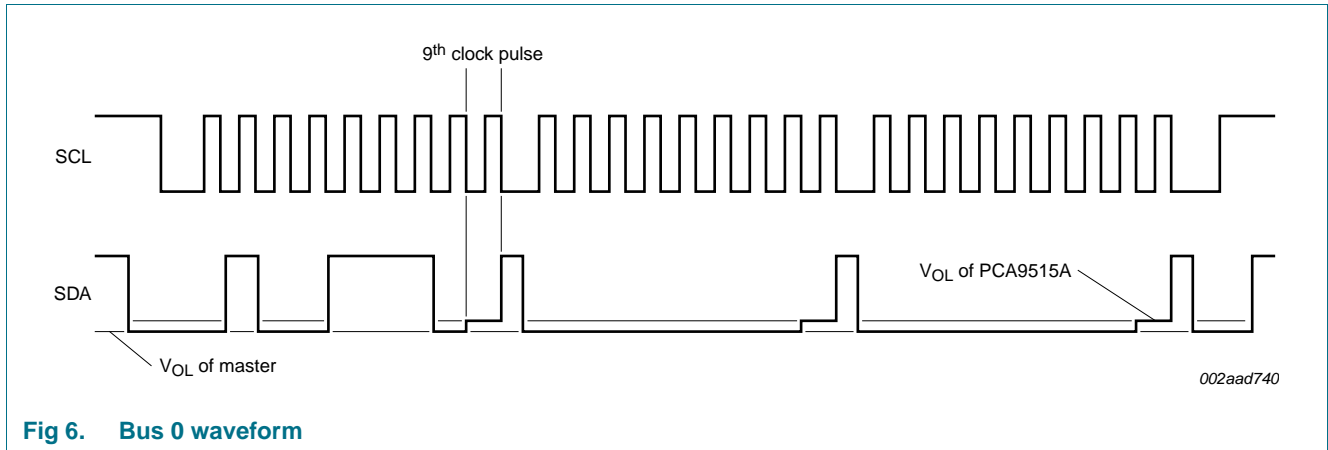 9th clock pulse
SCL
SDA
VOL of PCA9515A
VOL of master
002aad740
Fig 6. Bus 0 waveform